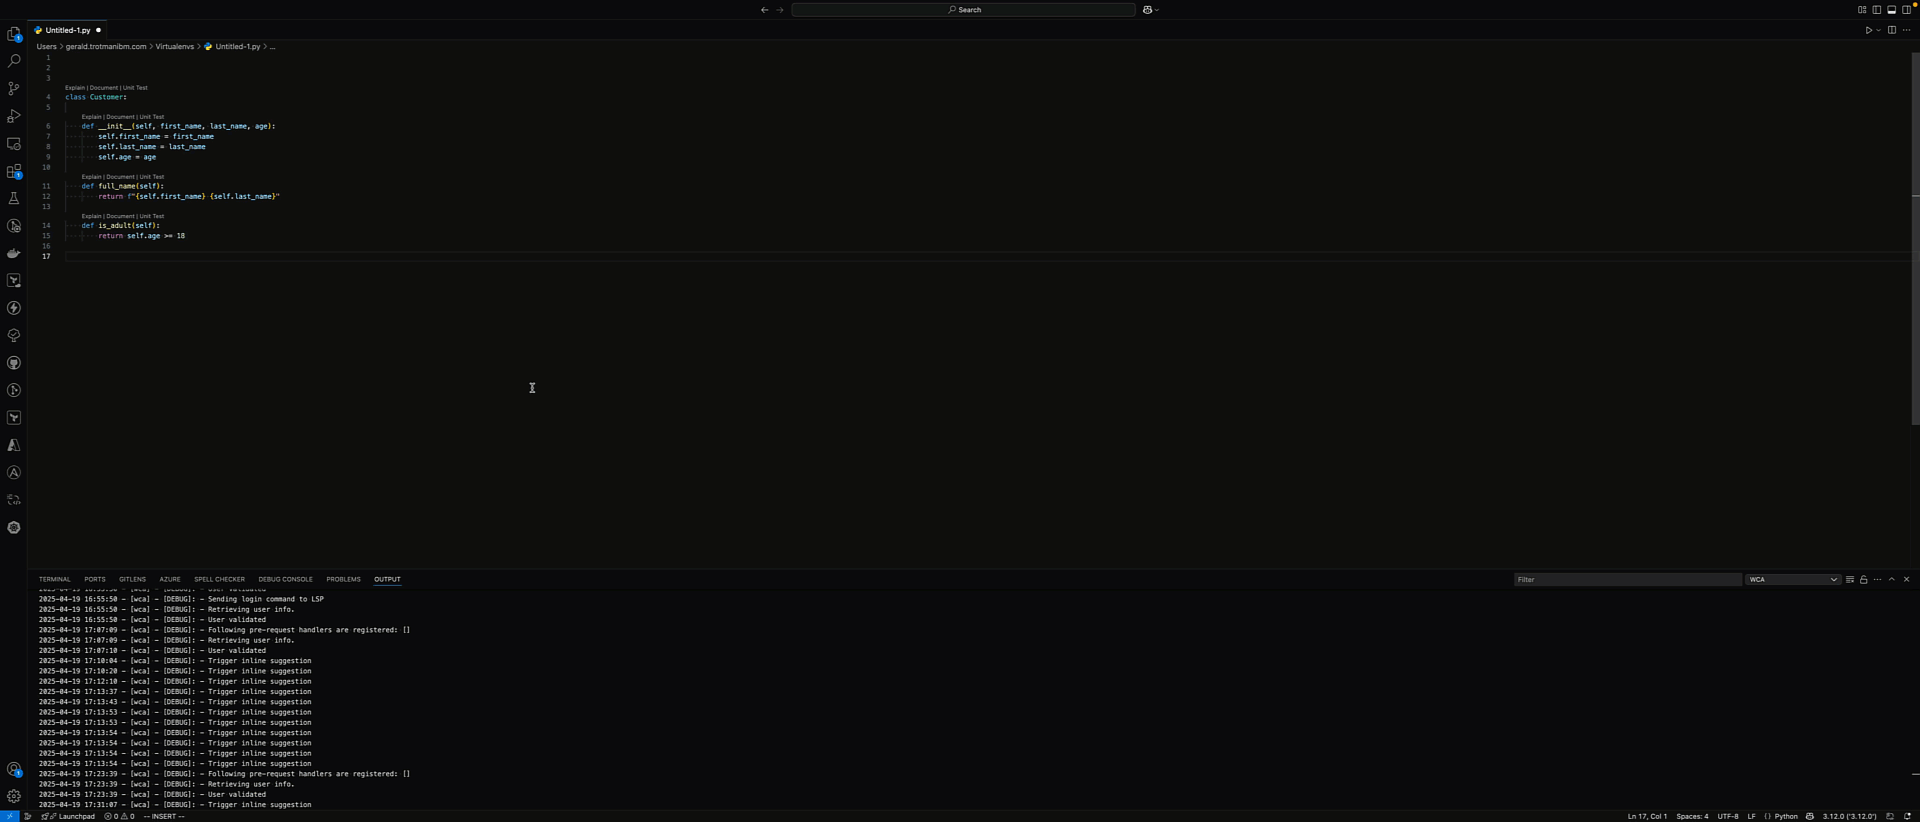 Search
Untitled-1.py
Users > gerald.trotmanibm.com > Virtualenvs > Untitled-1.py > ...
1
2
3
Explain | Document | Unit Test
4 class Customer:
5
Explain | Document | Unit Test
6 def __init__(self, first_name, last_name, age):
7 self.first_name = first_name
8 self.last_name = last_name
9 self.age = age
10
Explain | Document | Unit Test
11 def full_name(self):
12 return f"{self.first_name} {self.last_name}"
13
Explain | Document | Unit Test
14 def is_adult(self):
15 return self.age >= 18
16
17
TERMINAL PORTS GITLENS AZURE SPELL CHECKER DEBUG CONSOLE PROBLEMS OUTPUT Filter WCA
2025-04-19 16:55:50 - [wca] - [DEBUG]: - Sending login command to LSP
2025-04-19 16:55:50 - [wca] - [DEBUG]: - Retrieving user info.
2025-04-19 16:55:50 - [wca] - [DEBUG]: - User validated
2025-04-19 17:07:09 - [wca] - [DEBUG]: - Following pre-request handlers are registered: []
2025-04-19 17:07:09 - [wca] - [DEBUG]: - Retrieving user info.
2025-04-19 17:07:10 - [wca] - [DEBUG]: - User validated
2025-04-19 17:10:04 - [wca] - [DEBUG]: - Trigger inline suggestion
2025-04-19 17:10:20 - [wca] - [DEBUG]: - Trigger inline suggestion
2025-04-19 17:12:10 - [wca] - [DEBUG]: - Trigger inline suggestion
2025-04-19 17:13:37 - [wca] - [DEBUG]: - Trigger inline suggestion
2025-04-19 17:13:43 - [wca] - [DEBUG]: - Trigger inline suggestion
2025-04-19 17:13:53 - [wca] - [DEBUG]: - Trigger inline suggestion
2025-04-19 17:13:53 - [wca] - [DEBUG]: - Trigger inline suggestion
2025-04-19 17:13:54 - [wca] - [DEBUG]: - Trigger inline suggestion
2025-04-19 17:13:54 - [wca] - [DEBUG]: - Trigger inline suggestion
2025-04-19 17:13:54 - [wca] - [DEBUG]: - Trigger inline suggestion
2025-04-19 17:13:54 - [wca] - [DEBUG]: - Trigger inline suggestion
2025-04-19 17:23:39 - [wca] - [DEBUG]: - Following pre-request handlers are registered: []
2025-04-19 17:23:39 - [wca] - [DEBUG]: - Retrieving user info.
2025-04-19 17:23:39 - [wca] - [DEBUG]: - User validated
2025-04-19 17:31:07 - [wca] - [DEBUG]: - Trigger inline suggestion
Launchpad 0 0 -- INSERT -- Ln 17, Col 1 Spaces: 4 UTF-8 LF {} Python 3.12.0 ('3.12.0')